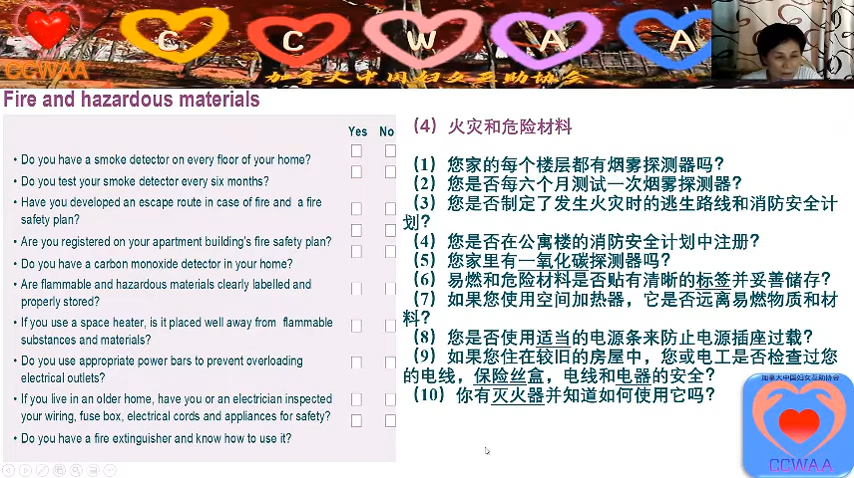 C C W A A
CCWAA
加拿大中国妇女互助协会
Fire and hazardous materials
Yes No
• Do you have a smoke detector on every floor of your home?
• Do you test your smoke detector every six months?
• Have you developed an escape route in case of fire and a fire
safety plan?
• Are you registered on your apartment building's fire safety plan?
• Do you have a carbon monoxide detector in your home?
• Are flammable and hazardous materials clearly labelled and
properly stored?
• If you use a space heater, is it placed well away from flammable
substances and materials?
• Do you use appropriate power bars to prevent overloading
electrical outlets?
• If you live in an older home, have you or an electrician inspected
your wiring, fuse box, electrical cords and appliances for safety?
• Do you have a fire extinguisher and know how to use it?
(4) 火灾和危险材料
(1) 您家的每个楼层都有烟雾探测器吗?
(2) 您是否每六个月测试一次烟雾探测器?
(3) 您是否制定了发生火灾时的逃生路线和消防安全计
划?
(4) 您是否在公寓楼的消防安全计划中注册?
(5) 您家里有一氧化碳探测器吗?
(6) 易燃和危险材料是否贴有清晰的标签并妥善储存?
(7) 如果您使用空间加热器，它是否远离易燃物质和材
料?
(8) 您是否使用适当的电源条来防止电源插座过载?
(9) 如果您住在较旧的房屋中，您或电工是否检查过您
的电线，保险丝盒，电线和电器的安全?
(10) 你有灭火器并知道如何使用它吗?
加拿大中国妇女互助协会
CCWAA